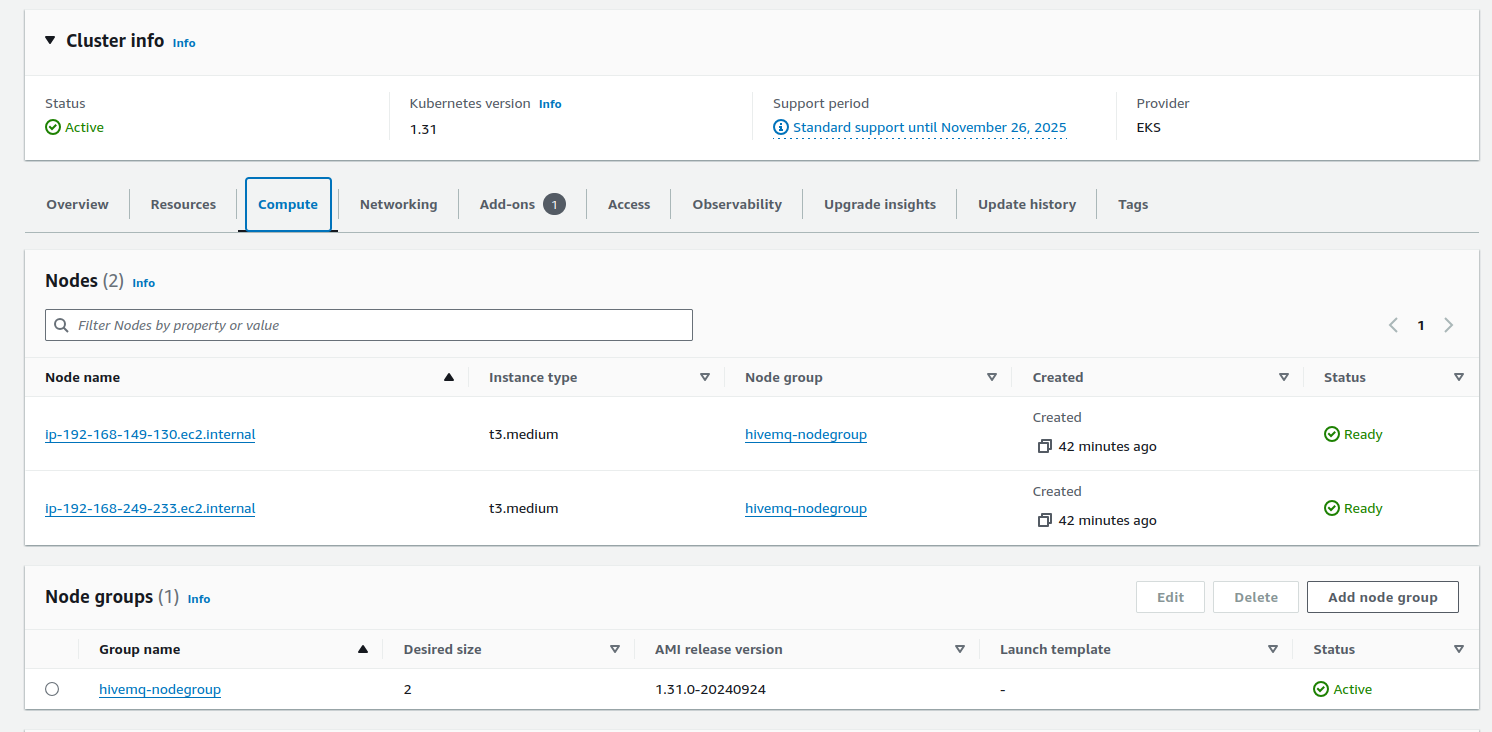 Cluster info Info
Status
Active
Kubernetes version Info
1.31
Support period
Standard support until November 26, 2025
Provider
EKS
Overview Resources Compute Networking Add-ons 1 Access Observability Upgrade insights Update history Tags
Nodes (2) Info
Filter Nodes by property or value
1
Node name Instance type Node group Created Status
ip-192-168-149-130.ec2.internal t3.medium hivemq-nodegroup Created 42 minutes ago Ready
ip-192-168-249-233.ec2.internal t3.medium hivemq-nodegroup Created 42 minutes ago Ready
Node groups (1) Info
Edit Delete Add node group
Group name Desired size AMI release version Launch template Status
hivemq-nodegroup 2 1.31.0-20240924 - Active